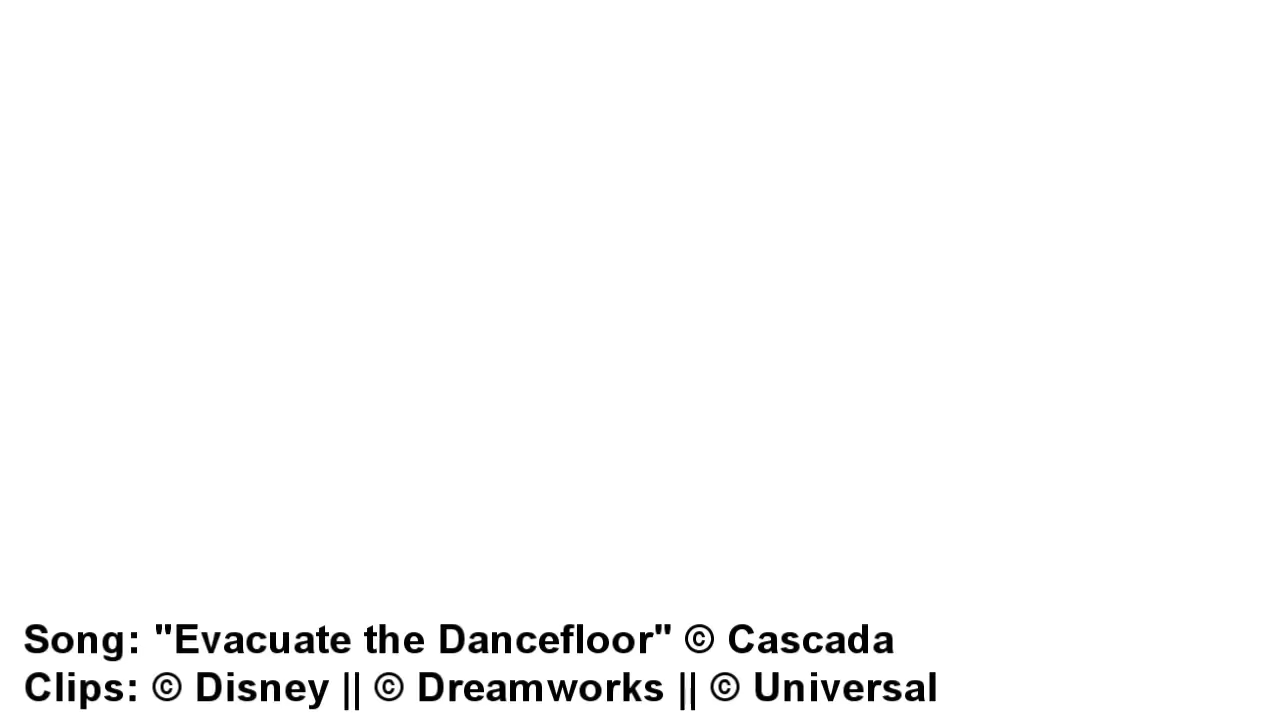 Song: "Evacuate the Dancefloor" © Cascada
Clips: © Disney || © Dreamworks || © Universal